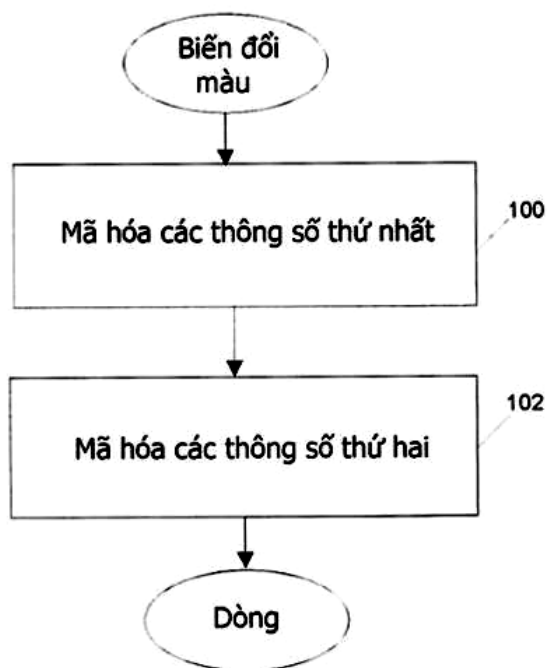 Biến đổi
màu
Mã hóa các thông số thứ nhất
100
Mã hóa các thông số thứ hai
102
Dòng